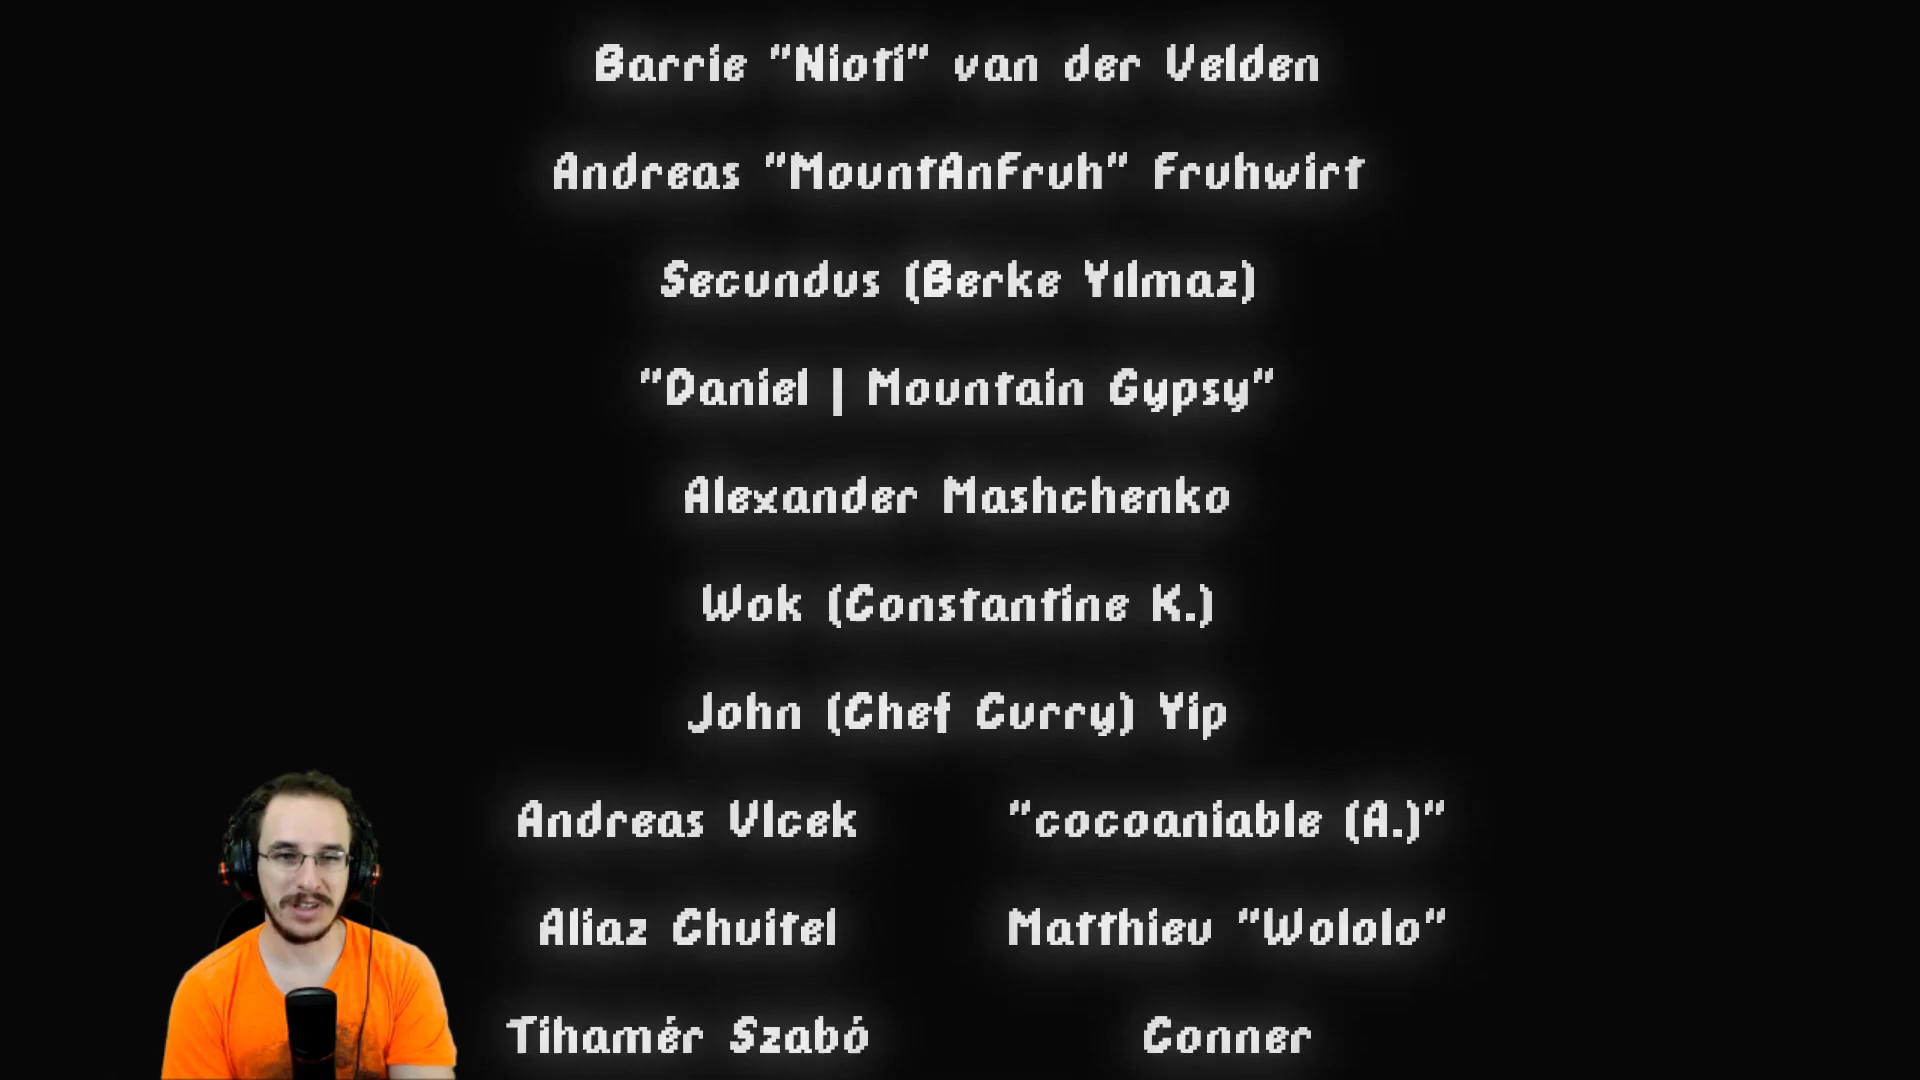 Barrie "Nioti" van der Velden
Andreas "MountAnFruh" Fruhwirt
Secundus (Berke Yılmaz)
"Daniel | Mountain Gypsy"
Alexander Mashchenko
Wok (Constantine K.)
John (Chef Curry) Yip
Andreas Vlcek
"cocoaniable (A.)"
Aliaz Chuitel
Matthieu "Wololo"
Tihamér Szabó
Conner